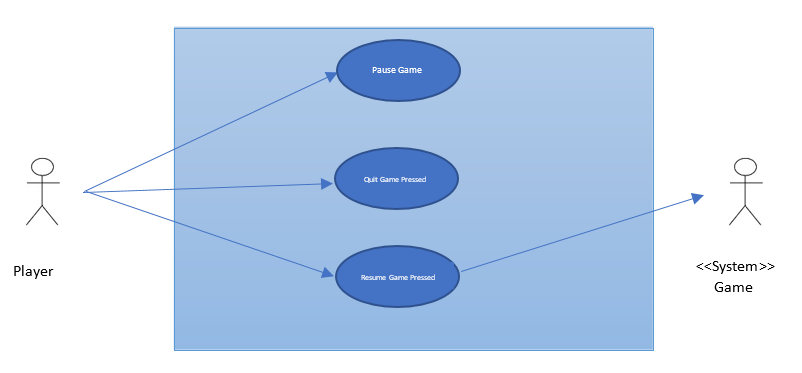 Pause Game
Quit Game Pressed
Resume Game Pressed
Player
<<System>>
Game